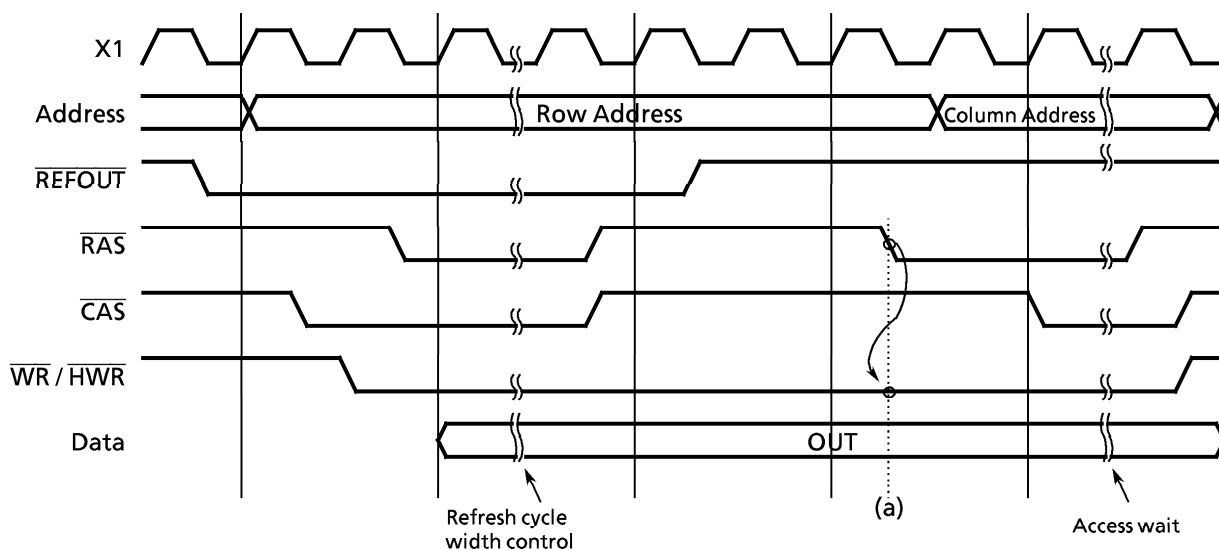 X1
Address
Row Address
Column Address
REFOUT
RAS
CAS
WR / HWR
Data
OUT
(a)
Refresh cycle
width control
Access wait